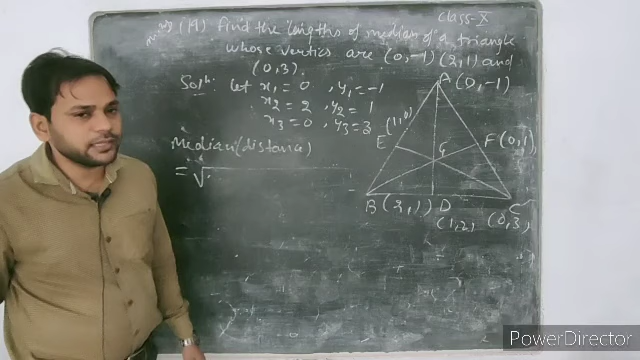 Class-X
(19) Find the lengths of median of a triangle
whose vertics are (0,-1) (2,1) and
(0,3).
Solⁿ: let x₁ = 0 , y₁ = -1
x₂ = 2 , y₂ = 1
x₃ = 0 , y₃ = 3
Median (distance)
= √
A (0,-1)
E (1,0)
F (0,1)
G
B (2,1) D
(1,2) C (0,3)
PowerDirector